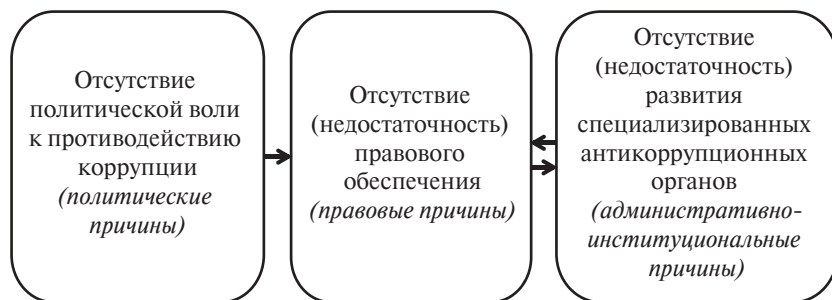 Отсутствие
политической воли
к противодействию
коррупции
(политические
причины)
Отсутствие
(недостаточность)
правового
обеспечения
(правовые причины)
Отсутствие
(недостаточность)
развития
специализированных
антикоррупционных
органов
(административно-
институциональные
причины)